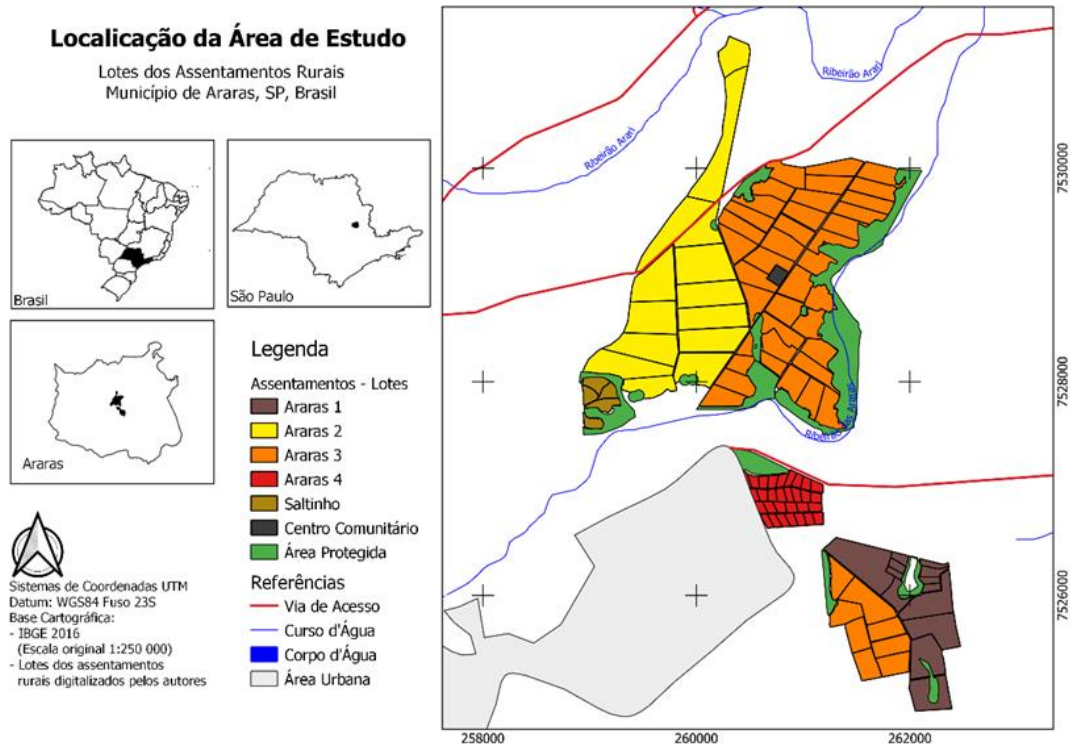 Localicação da Área de Estudo
Lotes dos Assentamentos Rurais
Município de Araras, SP, Brasil
Brasil
São Paulo
Araras
Legenda
Assentamentos - Lotes
Araras 1
Araras 2
Araras 3
Araras 4
Saltinho
Centro Comunitário
Área Protegida
Referências
Via de Acesso
Curso d'Água
Corpo d'Água
Área Urbana
Sistemas de Coordenadas UTM
Datum: WGS84 Fuso 23S
Base Cartográfica:
- IBGE 2016
(Escala original 1:250 000)
- Lotes dos assentamentos
rurais digitalizados pelos autores
Ribeirão Arari
Ribeirão Arari
Ribeirão das Araras
7530000
7528000
7526000
258000
260000
262000